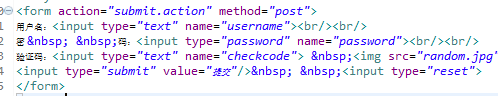 <form action="submit.action" method="post">
用户名：<input type="text" name="username"><br/><br/>
密&nbsp; &nbsp;码：<input type="password" name="password"><br/><br/>
验证码：<input type="text" name="checkcode"> &nbsp;<img src="random.jp
<input type="submit" value="提交"/>&nbsp; &nbsp;<input type="reset">
</form>